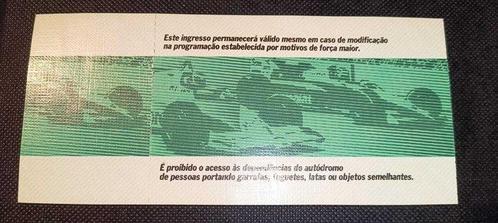 Este ingresso permanecerá válido mesmo em caso de modificação
na programação estabelecida por motivos de força maior.
É proibido o acesso às dependências do autódromo
de pessoas portando garrafas, foguetes, latas ou objetos semelhantes.